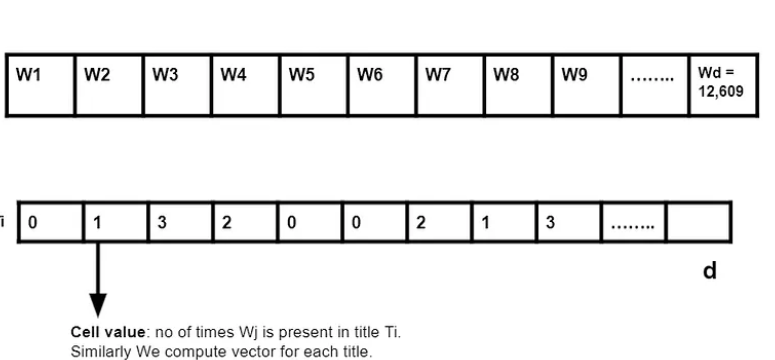 W1 W2 W3 W4 W5 W6 W7 W8 W9 ........ Wd =
12,609
0 1 3 2 0 0 2 1 3 ........
d
Cell value: no of times Wj is present in title Ti.
Similarly We compute vector for each title.